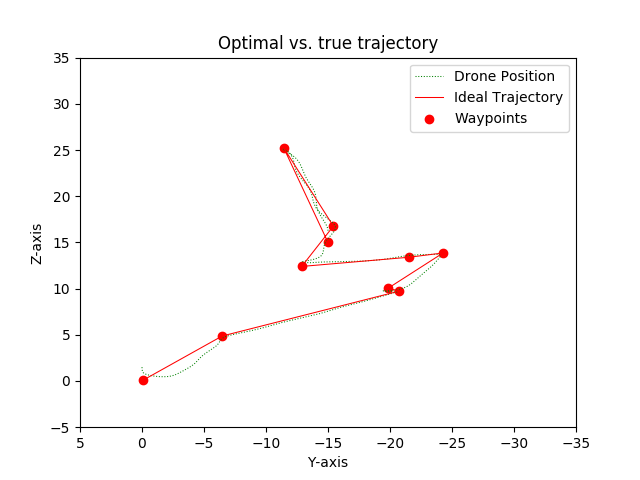 Optimal vs. true trajectory
Drone Position
Ideal Trajectory
Waypoints
35
30
25
20
15
10
5
0
−5
Z-axis
5 0 −5 −10 −15 −20 −25 −30 −35
Y-axis